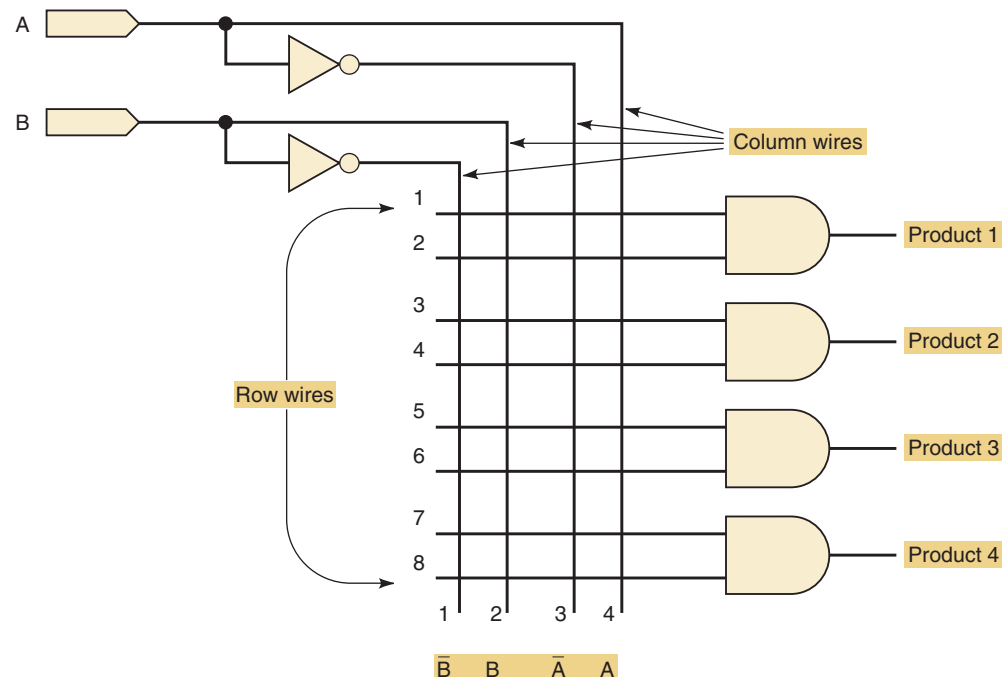 A
B
Column wires
1
Product 1
2
3
Product 2
4
Row wires
5
Product 3
6
7
Product 4
8
1 2 3 4
B̅ B A̅ A